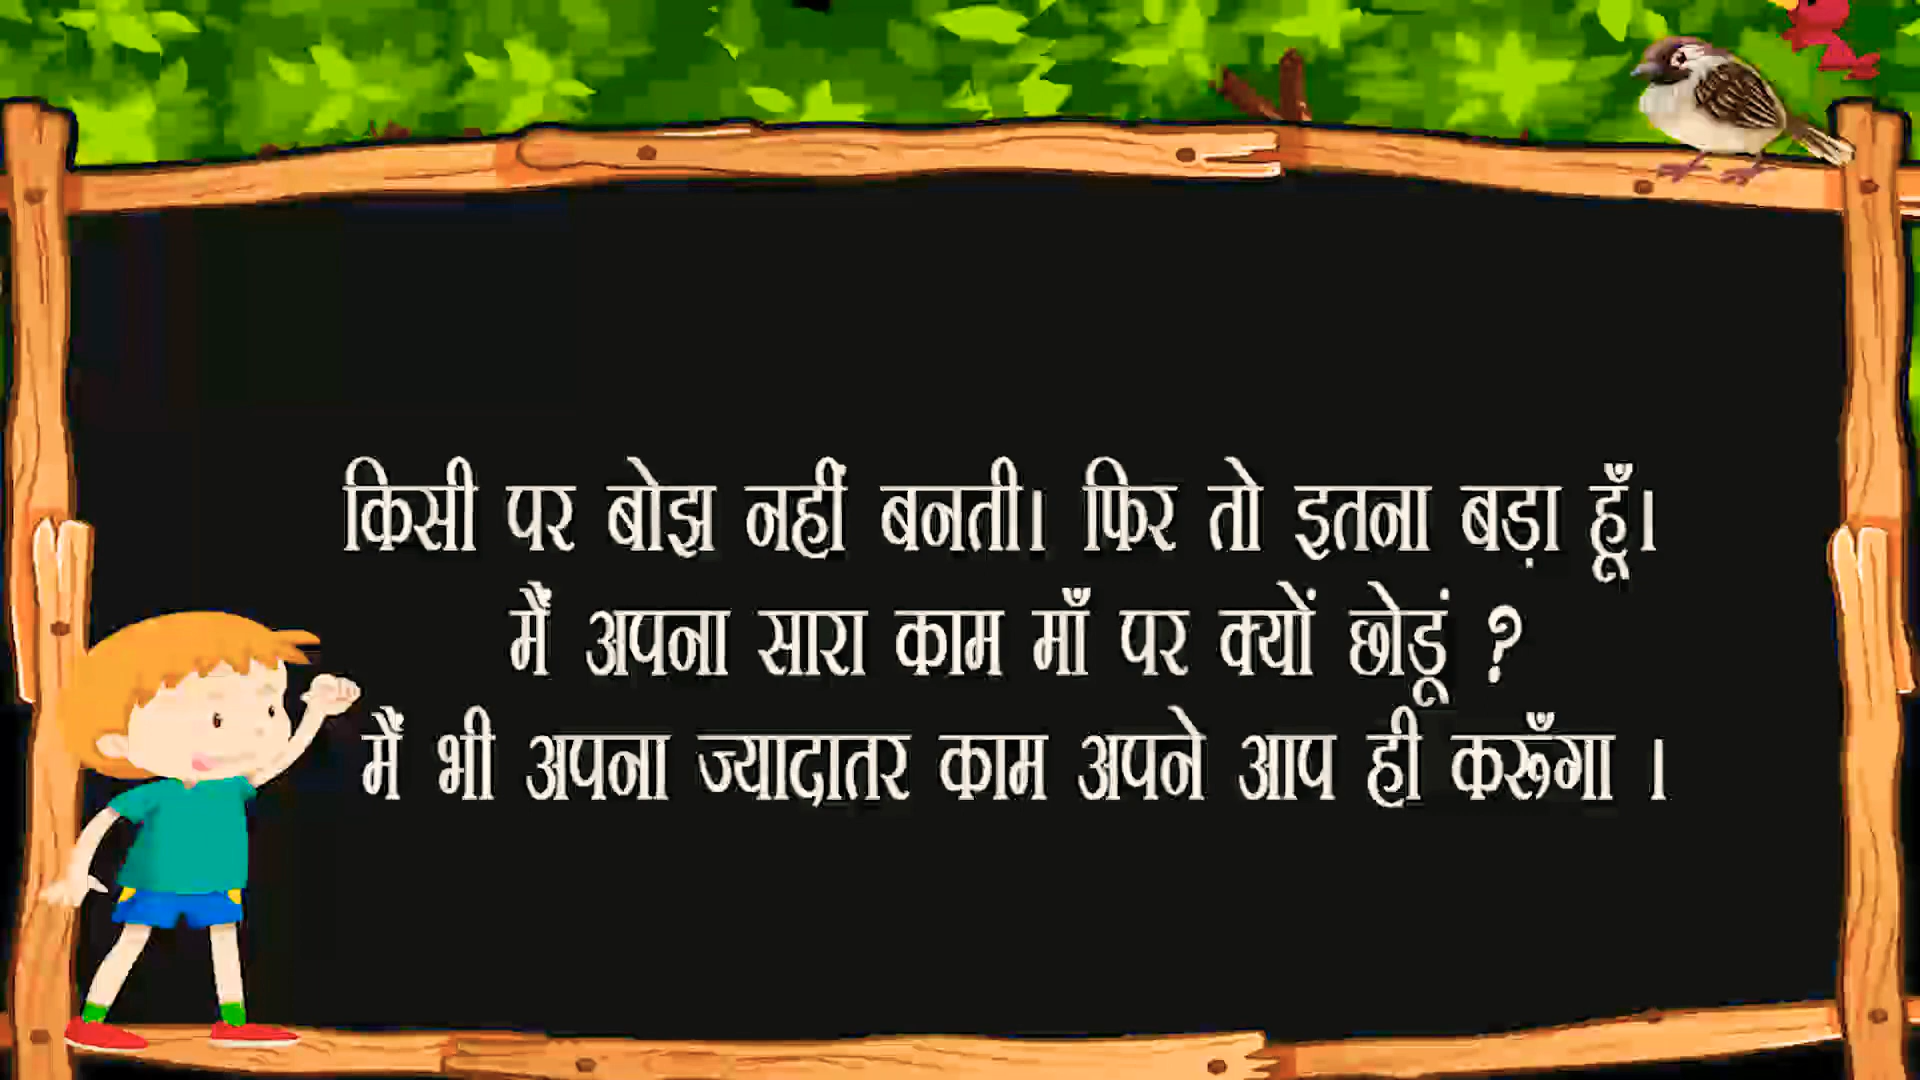 किसी पर बोझ नहीं बनती। फिर तो इतना बड़ा हूँ।
मैं अपना सारा काम माँ पर क्यों छोडूं ?
मैं भी अपना ज्यादातर काम अपने आप ही करूँगा ।